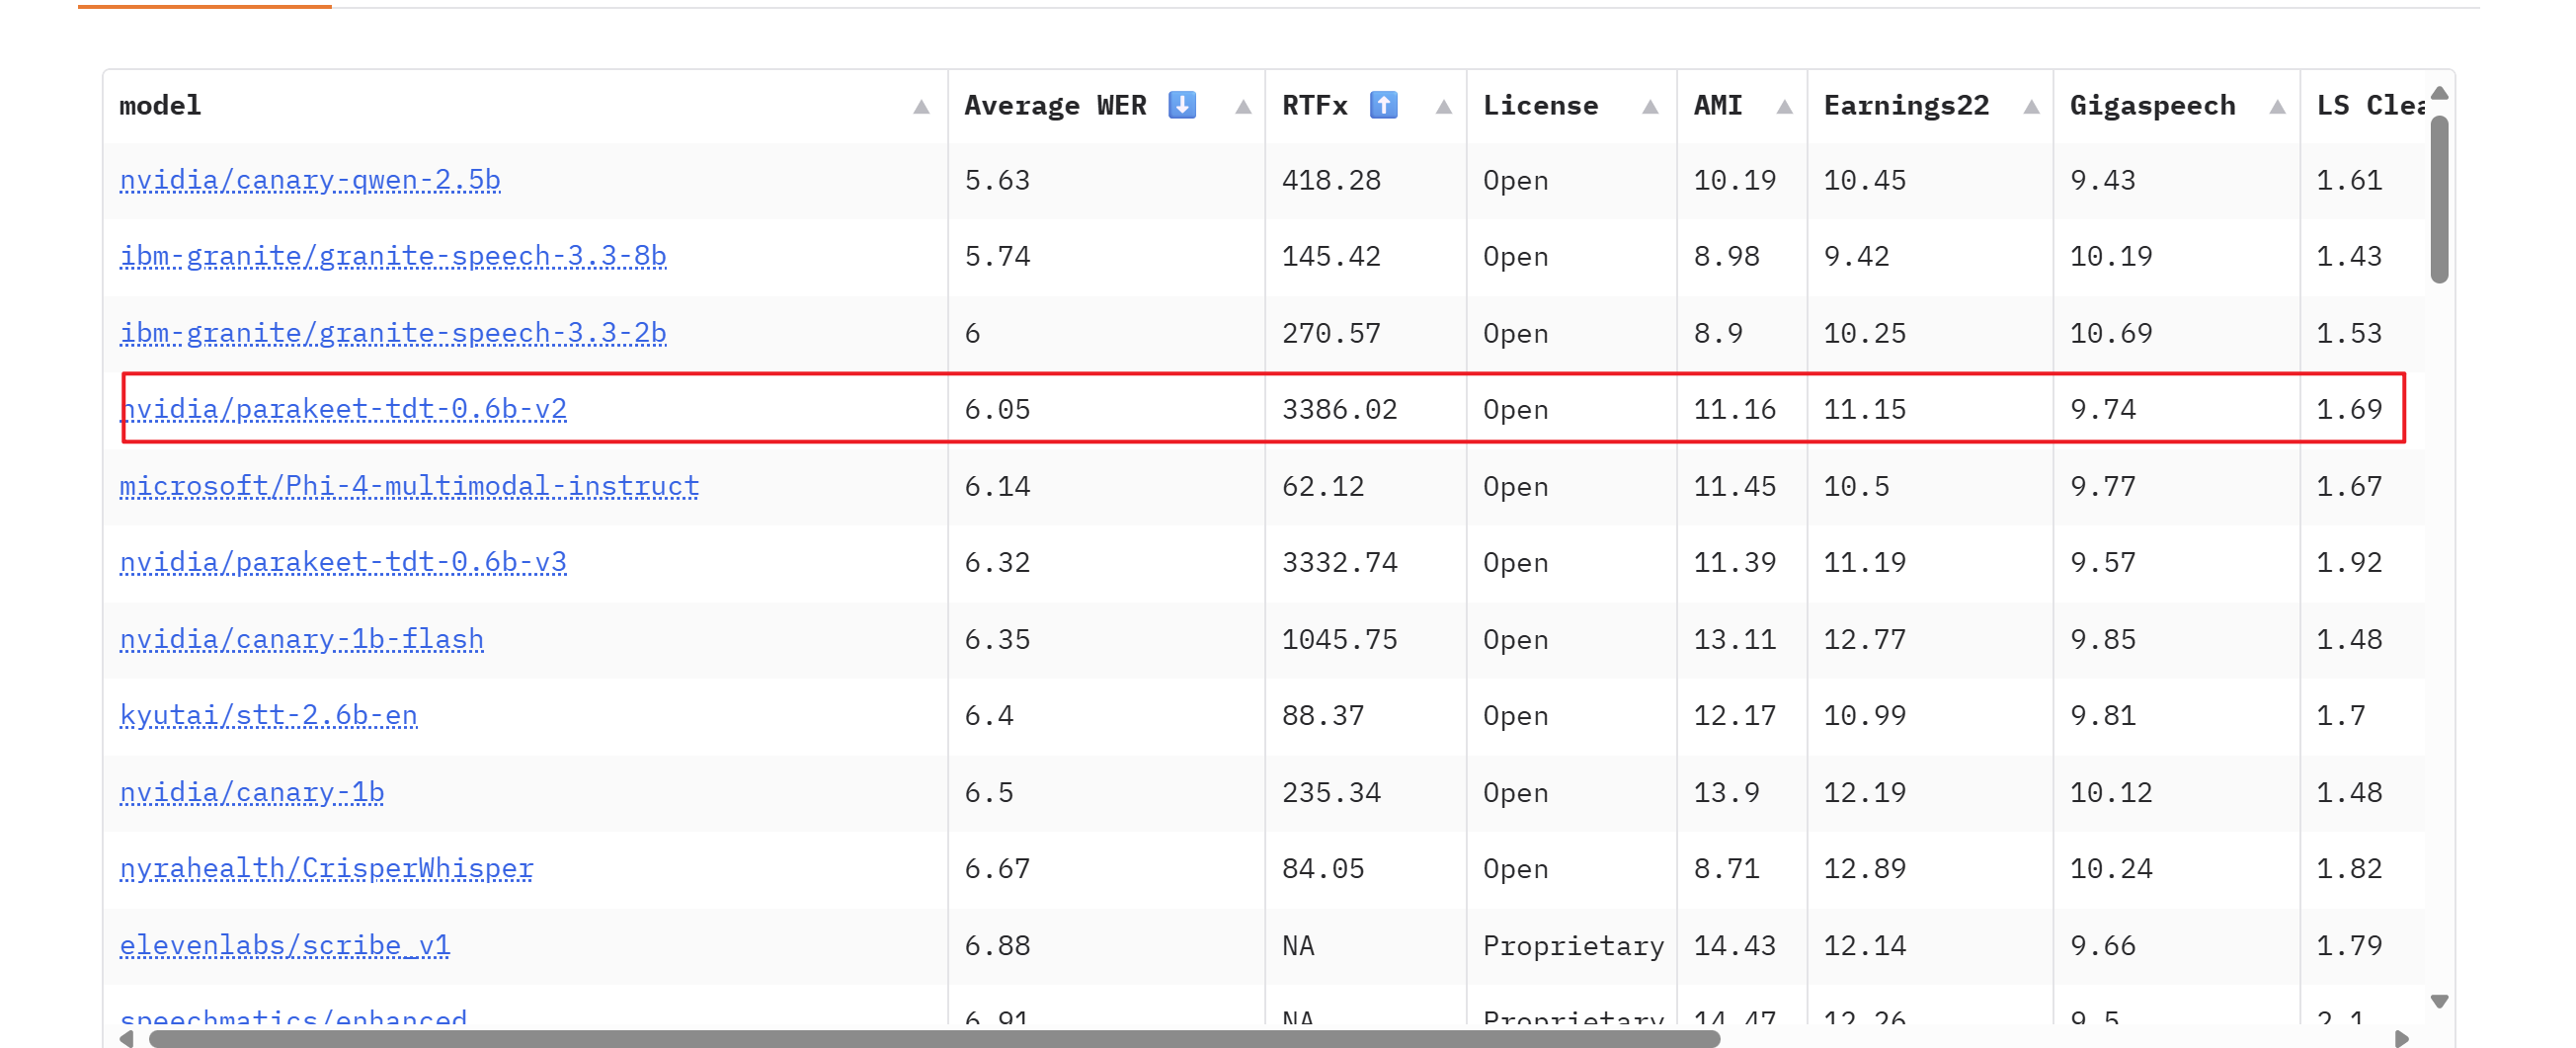 model Average WER ⬇️ RTFx ⬆️ License AMI Earnings22 Gigaspeech LS Clea
nvidia/canary-qwen-2.5b 5.63 418.28 Open 10.19 10.45 9.43 1.61
ibm-granite/granite-speech-3.3-8b 5.74 145.42 Open 8.98 9.42 10.19 1.43
ibm-granite/granite-speech-3.3-2b 6 270.57 Open 8.9 10.25 10.69 1.53
nvidia/parakeet-tdt-0.6b-v2 6.05 3386.02 Open 11.16 11.15 9.74 1.69
microsoft/Phi-4-multimodal-instruct 6.14 62.12 Open 11.45 10.5 9.77 1.67
nvidia/parakeet-tdt-0.6b-v3 6.32 3332.74 Open 11.39 11.19 9.57 1.92
nvidia/canary-1b-flash 6.35 1045.75 Open 13.11 12.77 9.85 1.48
kyutai/stt-2.6b-en 6.4 88.37 Open 12.17 10.99 9.81 1.7
nvidia/canary-1b 6.5 235.34 Open 13.9 12.19 10.12 1.48
nyrahealth/CrisperWhisper 6.67 84.05 Open 8.71 12.89 10.24 1.82
elevenlabs/scribe_v1 6.88 NA Proprietary 14.43 12.14 9.66 1.79
speechmatics/enhanced 6.91 NA Proprietary 14.47 12.26 9.5 2.1